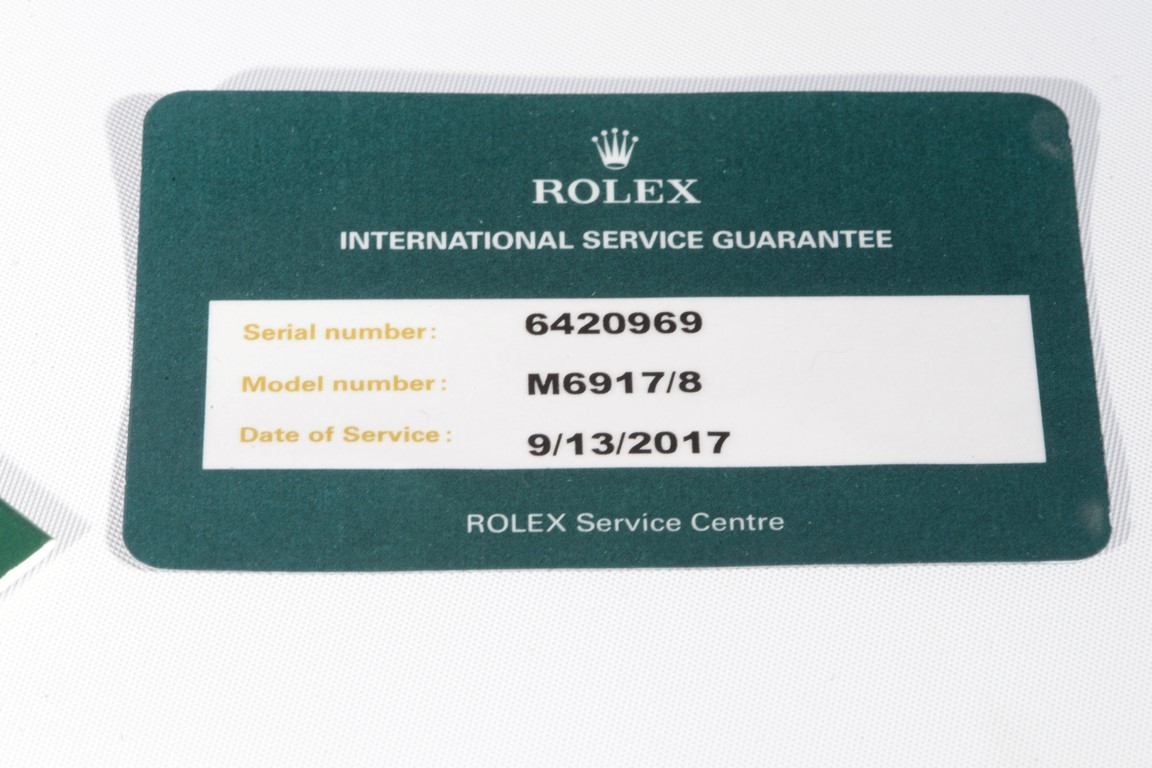 ROLEX
INTERNATIONAL SERVICE GUARANTEE
Serial number: 6420969
Model number: M6917/8
Date of Service: 9/13/2017
ROLEX Service Centre